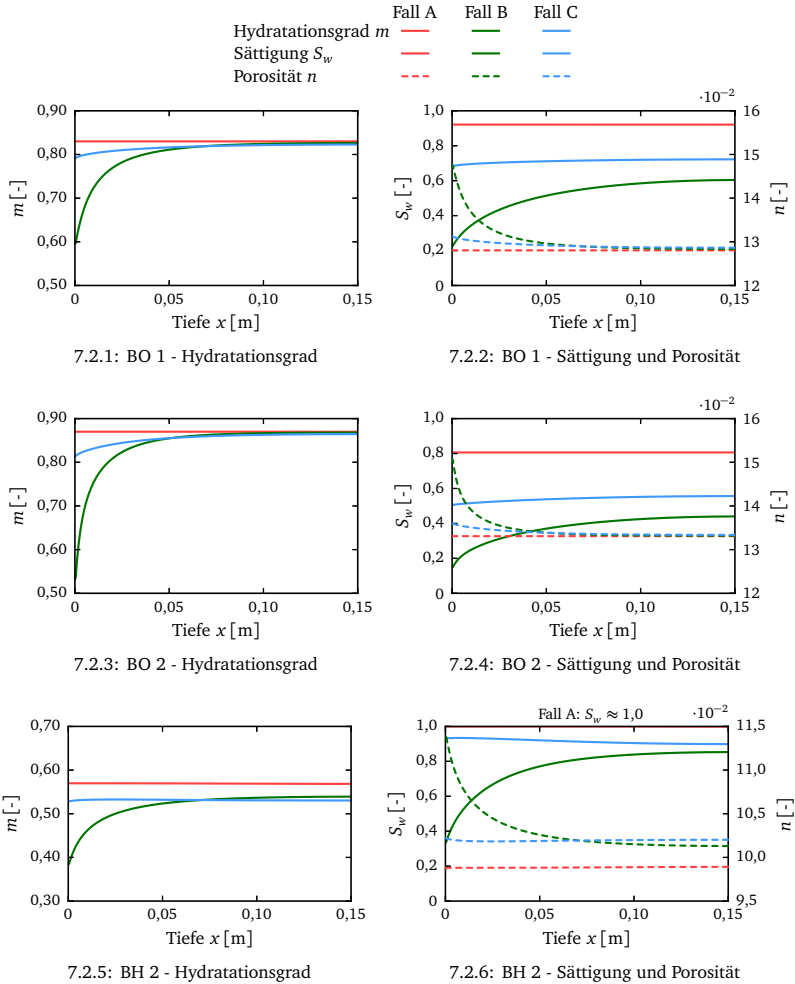 Fall A Fall B Fall C
Hydratationsgrad m
Sättigung S_w
Porosität n
·10⁻²
0,90
0,80
0,70
0,60
0,50
m [-]
0 0,05 0,10 0,15
Tiefe x [m]
7.2.1: BO 1 - Hydratationsgrad
1,0
0,8
0,6
0,4
0,2
0
S_w [-]
16
15
14
13
12
n [-]
0 0,05 0,10 0,15
Tiefe x [m]
7.2.2: BO 1 - Sättigung und Porosität
·10⁻²
0,90
0,80
0,70
0,60
0,50
m [-]
0 0,05 0,10 0,15
Tiefe x [m]
7.2.3: BO 2 - Hydratationsgrad
1,0
0,8
0,6
0,4
0,2
0
S_w [-]
16
15
14
13
12
n [-]
0 0,05 0,10 0,15
Tiefe x [m]
7.2.4: BO 2 - Sättigung und Porosität
0,70
0,60
0,50
0,40
0,30
m [-]
0 0,05 0,10 0,15
Tiefe x [m]
7.2.5: BH 2 - Hydratationsgrad
Fall A: S_w ≈ 1,0 ·10⁻²
1,0
0,8
0,6
0,4
0,2
0
S_w [-]
11,5
11,0
10,5
10,0
9,5
n [-]
0 0,05 0,10 0,15
Tiefe x [m]
7.2.6: BH 2 - Sättigung und Porosität